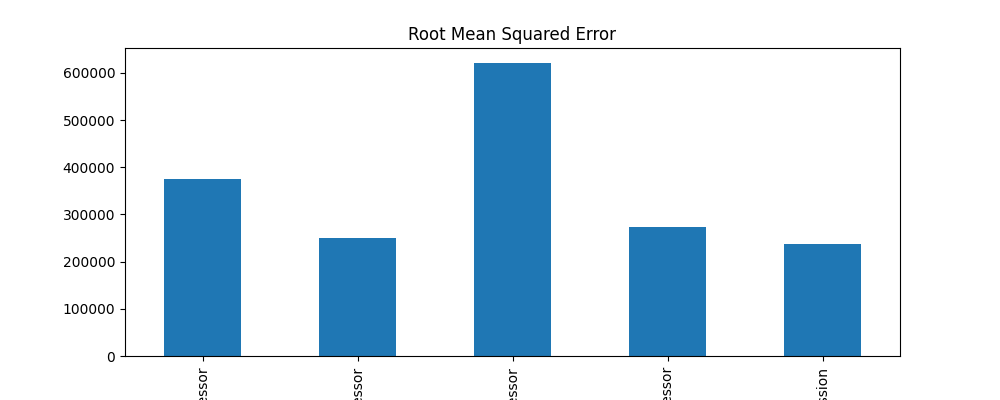 Root Mean Squared Error
600000
500000
400000
300000
200000
100000
0
essor
essor
essor
essor
ssion